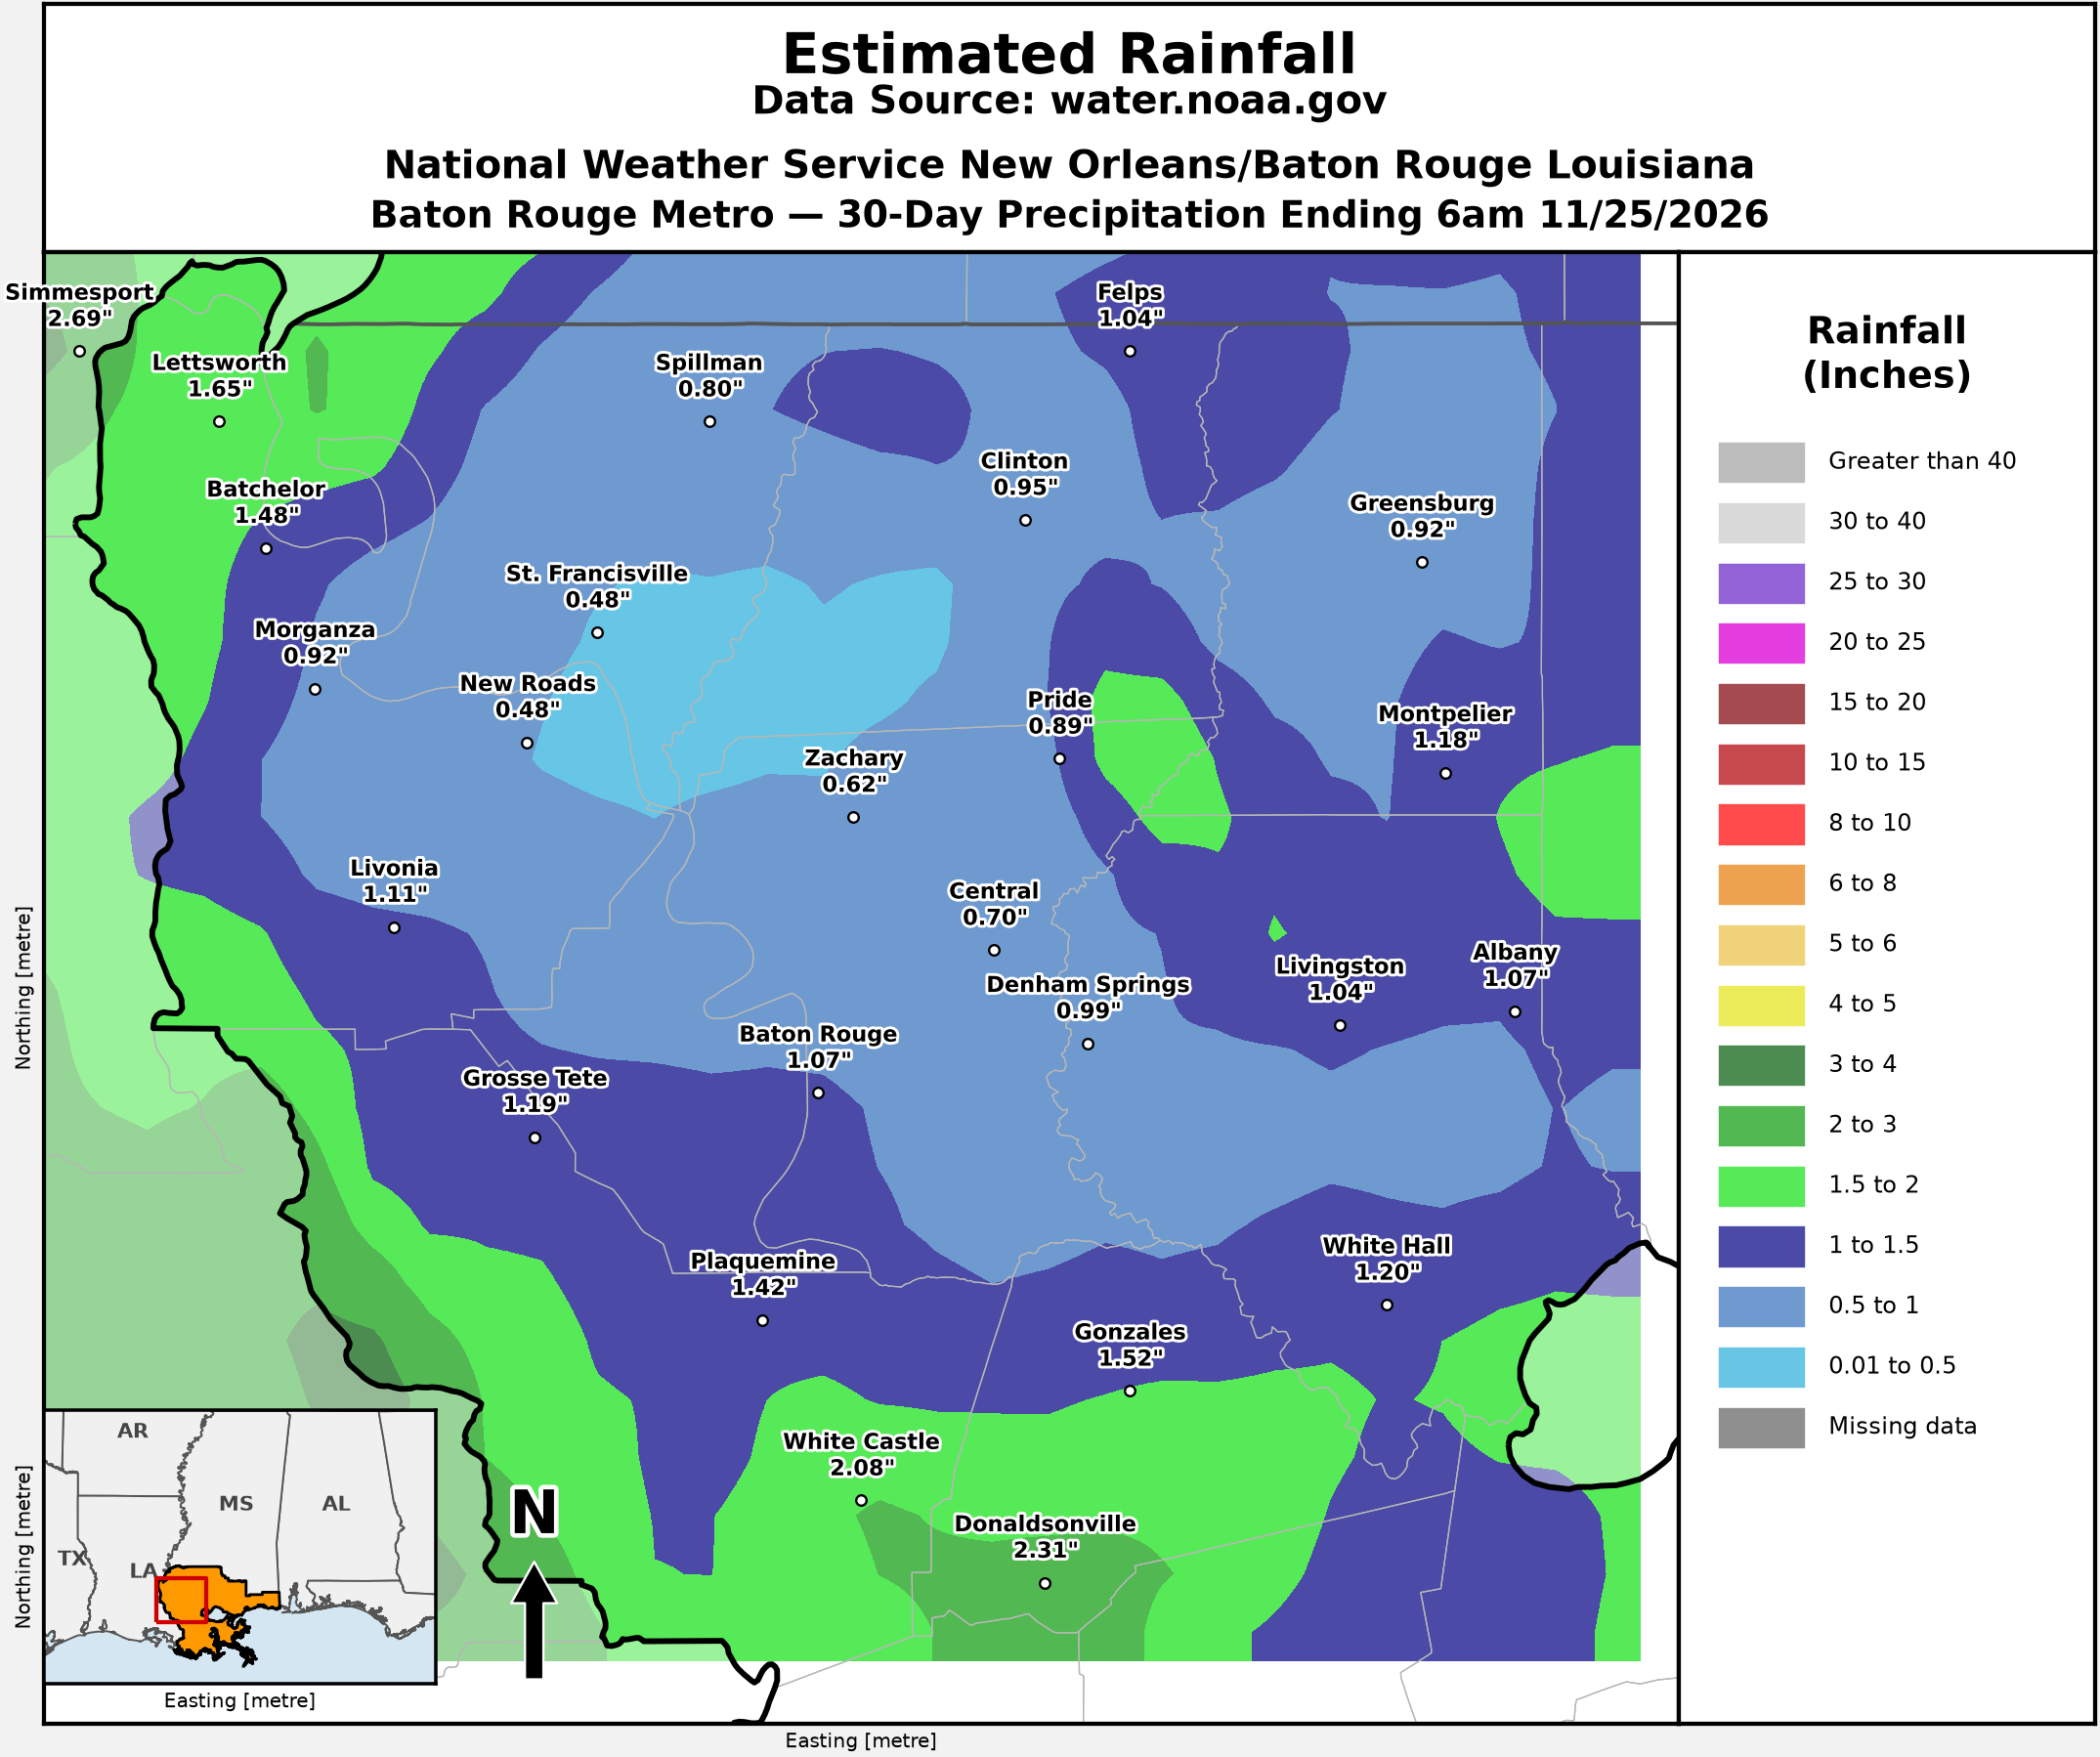 Estimated Rainfall
Data Source: water.noaa.gov
National Weather Service New Orleans/Baton Rouge Louisiana
Baton Rouge Metro — 30-Day Precipitation Ending 6am 11/25/2026
Simmesport
2.69"
Felps
1.04"
Lettsworth
1.65"
Spillman
0.80"
Clinton
0.95"
Batchelor
1.48"
Greensburg
0.92"
St. Francisville
0.48"
Morganza
0.92"
New Roads
0.48"
Pride
0.89"
Montpelier
1.18"
Zachary
0.62"
Livonia
1.11"
Central
0.70"
Albany
1.07"
Livingston
1.04"
Denham Springs
0.99"
Baton Rouge
1.07"
Grosse Tete
1.19"
White Hall
1.20"
Plaquemine
1.42"
Gonzales
1.52"
White Castle
2.08"
Donaldsonville
2.31"
N
AR
MS
AL
TX
LA
Northing [metre]
Northing [metre]
Easting [metre]
Easting [metre]
Rainfall
(Inches)
Greater than 40
30 to 40
25 to 30
20 to 25
15 to 20
10 to 15
8 to 10
6 to 8
5 to 6
4 to 5
3 to 4
2 to 3
1.5 to 2
1 to 1.5
0.5 to 1
0.01 to 0.5
Missing data